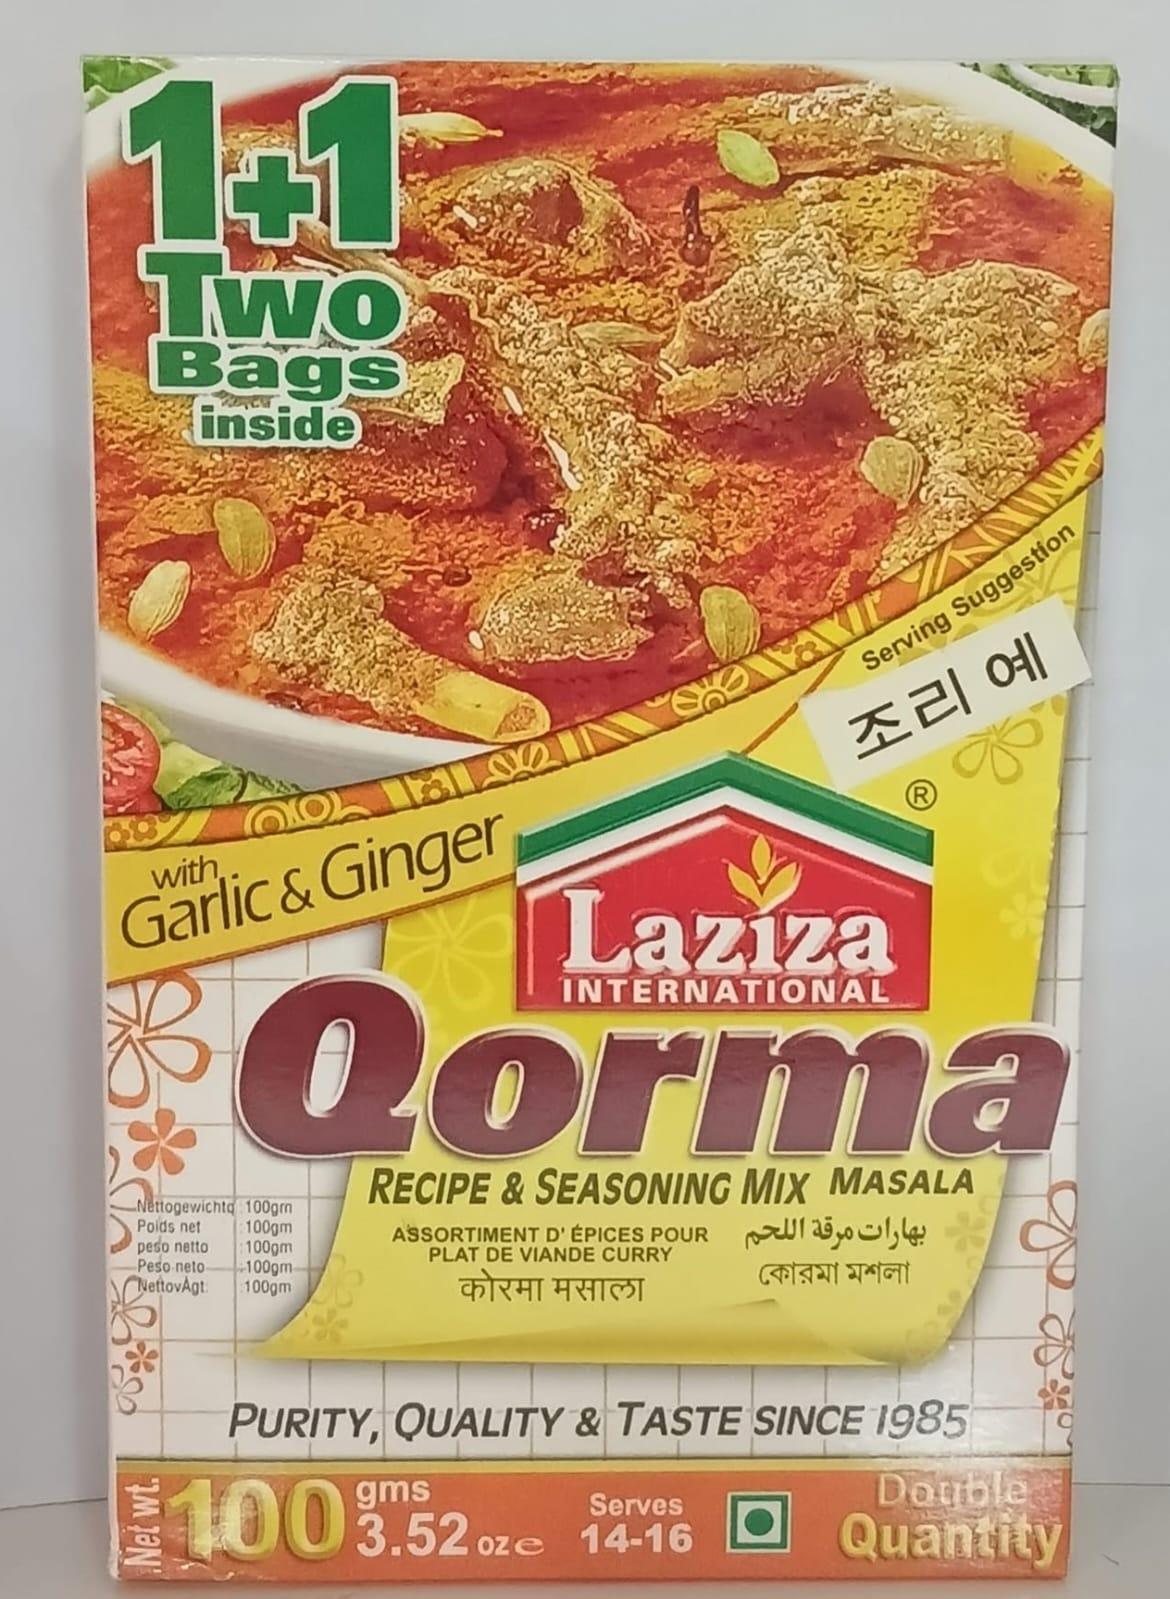 1+1
Two
Bags
inside
Serving Suggestion
조리 예
with
Garlic & Ginger
®
Laziza
INTERNATIONAL
Qorma
RECIPE & SEASONING MIX MASALA
ASSORTIMENT D' ÉPICES POUR
PLAT DE VIANDE CURRY
कोरमा मसाला
بهارات مرقة اللحم
কোরমা মশলা
Nettogewichtq :100gm
Poids net :100gm
peso netto :100gm
Peso neto :100gm
NettovÅgt: :100gm
PURITY, QUALITY & TASTE SINCE 1985
Net wt.
100 gms
3.52 oz e
Serves
14-16
Double
Quantity